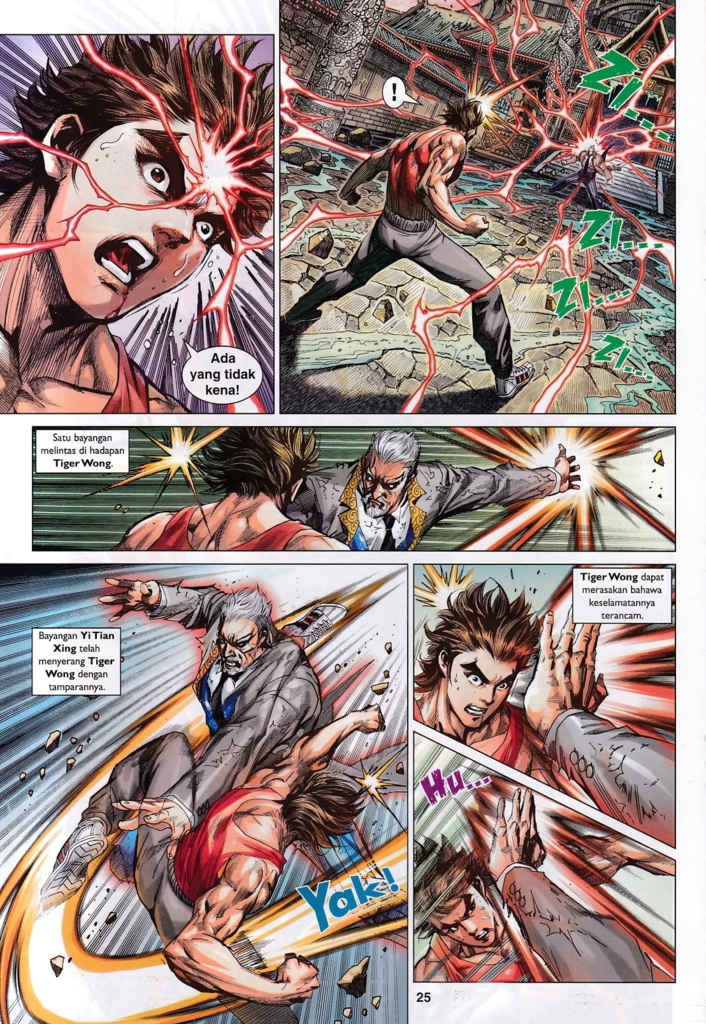 !
ZI...
ZI...
ZI...
ZI...
Ada
yang tidak
kena!
Satu bayangan
melintas di hadapan
Tiger Wong.
Bayangan Yi Tian
Xing telah
menyerang Tiger
Wong dengan
tamparannya.
Yak!
Tiger Wong dapat
merasakan bahawa
keselamatannya
terancam.
Hu...
25